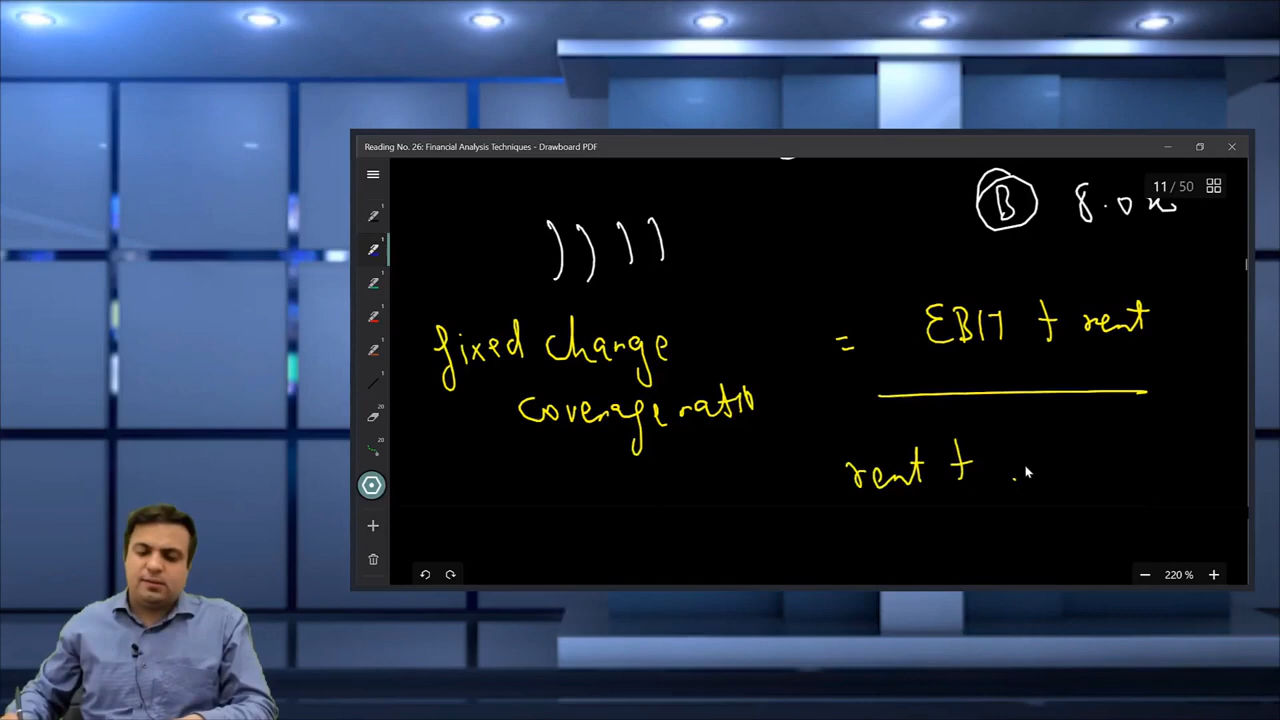 Reading No. 26: Financial Analysis Techniques - Drawboard PDF
11 / 50
B 8.0x
fixed change
coverage ratio
= EBIT + rent
rent +
220 %